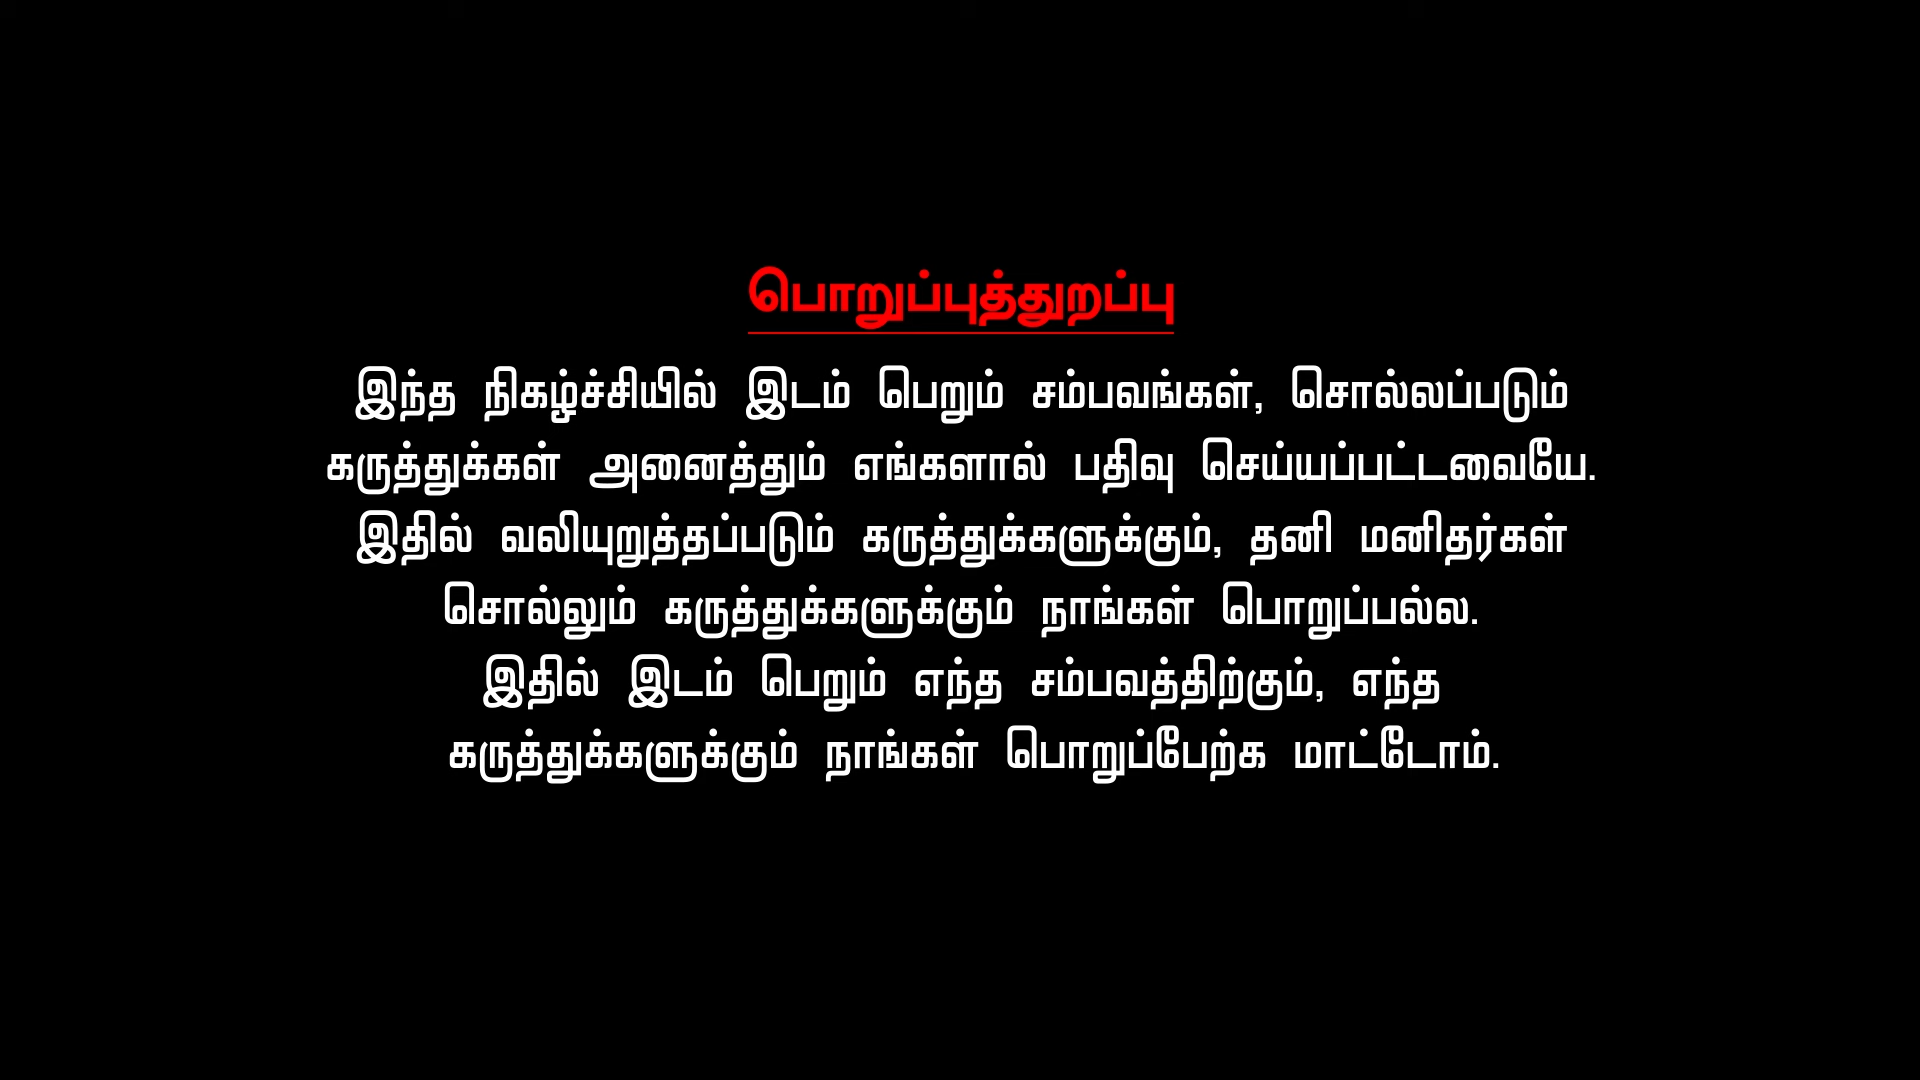 பொறுப்புத்துறப்பு
இந்த நிகழ்ச்சியில் இடம் பெறும் சம்பவங்கள், சொல்லப்படும்
கருத்துக்கள் அனைத்தும் எங்களால் பதிவு செய்யப்பட்டவையே.
இதில் வலியுறுத்தப்படும் கருத்துக்களுக்கும், தனி மனிதர்கள்
சொல்லும் கருத்துக்களுக்கும் நாங்கள் பொறுப்பல்ல.
இதில் இடம் பெறும் எந்த சம்பவத்திற்கும், எந்த
கருத்துக்களுக்கும் நாங்கள் பொறுப்பேற்க மாட்டோம்.